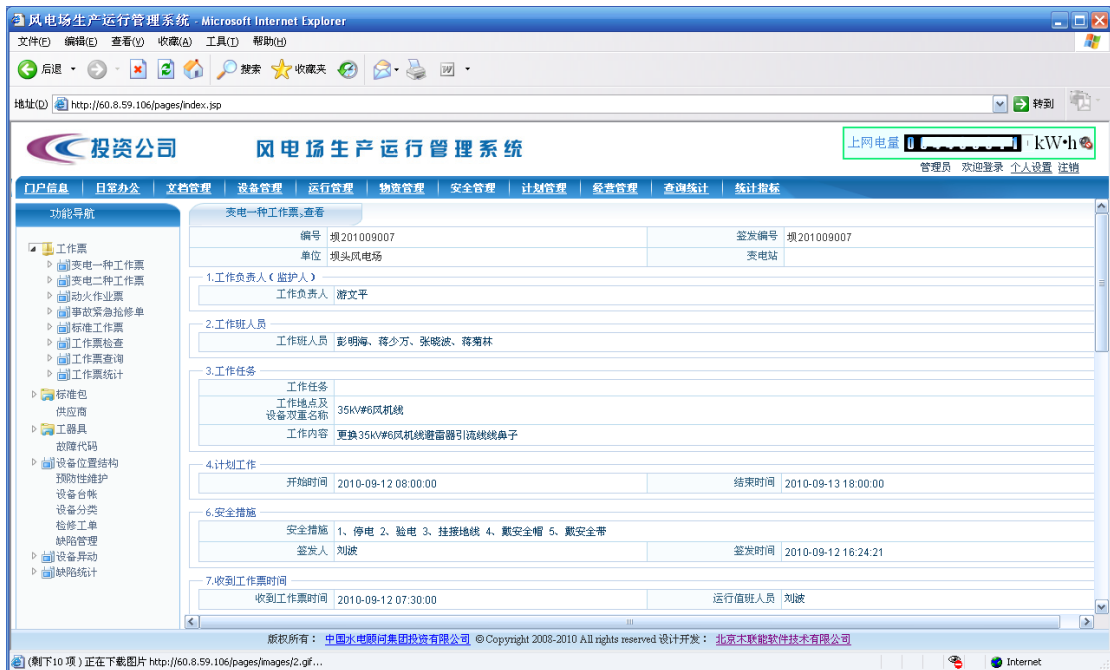 风电场生产运行管理系统 - Microsoft Internet Explorer
文件(F) 编辑(E) 查看(V) 收藏(A) 工具(T) 帮助(H)
后退 搜索 收藏夹
地址(D) http://60.8.59.106/pages/index.jsp 转到
投资公司 风电场生产运行管理系统 上网电量 kW•h
管理员 欢迎登录 个人设置 注销
门户信息 日常办公 文档管理 设备管理 运行管理 物资管理 安全管理 计划管理 经营管理 查询统计 统计指标
功能导航
工作票
变电一种工作票
变电二种工作票
动火作业票
事故紧急抢修单
标准工作票
工作票检查
工作票查询
工作票统计
标准包
供应商
工器具
故障代码
设备位置结构
预防性维护
设备台帐
设备分类
检修工单
缺陷管理
设备异动
缺陷统计
变电一种工作票,查看
编号 坝201009007 签发编号 坝201009007
单位 坝头风电场 变电站
1.工作负责人(监护人)
工作负责人 游文平
2.工作班人员
工作班人员 彭明海、蒋少万、张晓波、蒋菊林
3.工作任务
工作任务
工作地点及
设备双重名称 35kV#6风机线
工作内容 更换35kV#6风机线避雷器引流线线鼻子
4.计划工作
开始时间 2010-09-12 08:00:00 结束时间 2010-09-13 18:00:00
6.安全措施
安全措施 1、停电 2、验电 3、挂接地线 4、戴安全帽 5、戴安全带
签发人 刘波 签发时间 2010-09-12 16:24:21
7.收到工作票时间
收到工作票时间 2010-09-12 07:30:00 运行值班人员 刘波
版权所有： 中国水电顾问集团投资有限公司 ©Copyright 2008-2010 All rights reserved 设计开发： 北京木联能软件技术有限公司
(剩下10 项) 正在下载图片 http://60.8.59.106/pages/images/2.gif... Internet